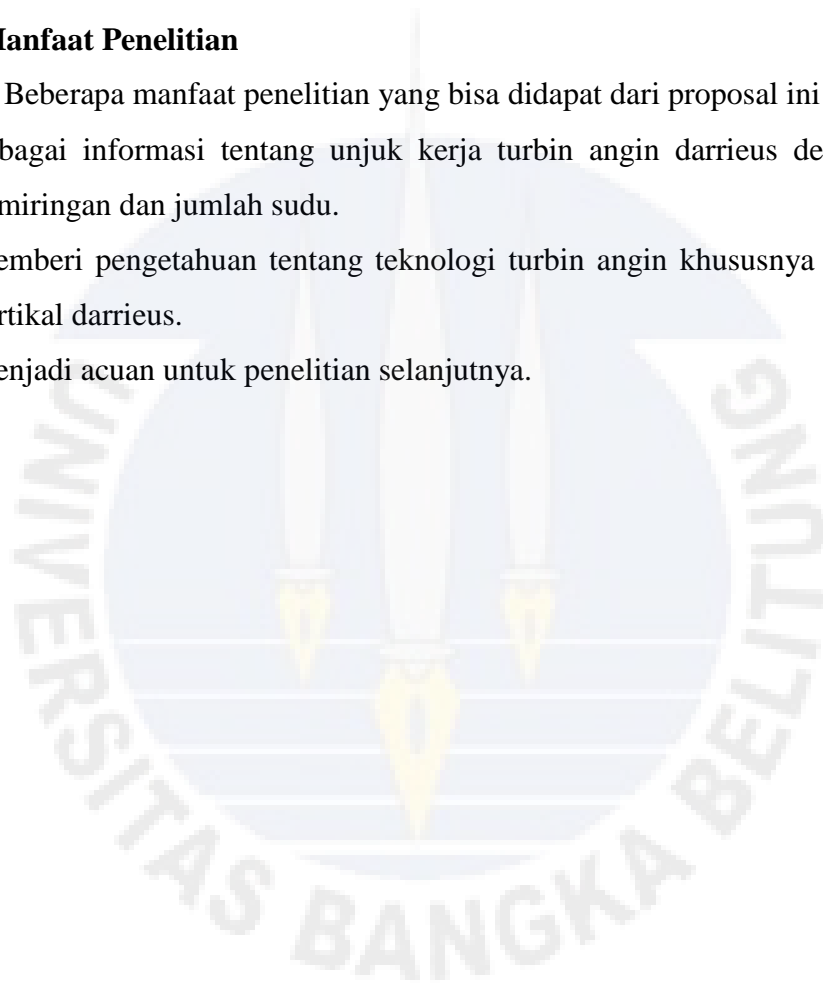 Manfaat Penelitian
Beberapa manfaat penelitian yang bisa didapat dari proposal ini
bagai informasi tentang unjuk kerja turbin angin darrieus de
miringan dan jumlah sudu.
emberi pengetahuan tentang teknologi turbin angin khususnya
rtikal darrieus.
enjadi acuan untuk penelitian selanjutnya.
UNIVERSITAS BANGKA BELITUNG